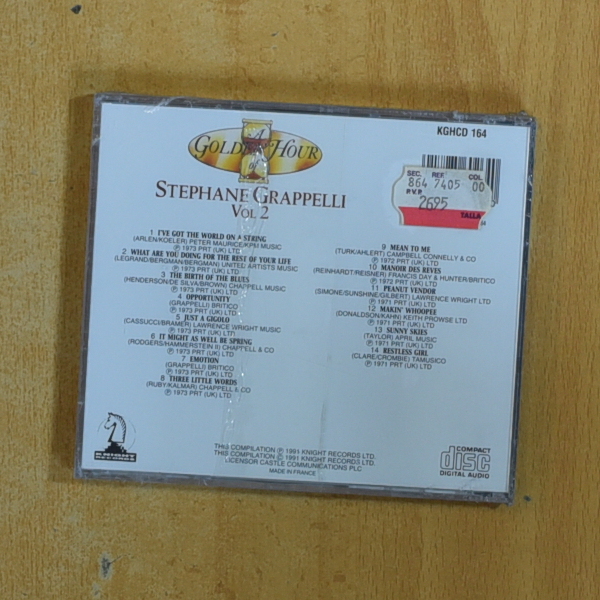 KGHCD 164
A
GOLDEN HOUR
of
STEPHANE GRAPPELLI
VOL 2
SEC. REF. COL.
864 7405 00
P.V.P.
2695
TALLA
1 I'VE GOT THE WORLD ON A STRING
(ARLEN/KOELER) PETER MAURICE/KPM MUSIC
℗ 1973 PRT (UK) LTD
2 WHAT ARE YOU DOING FOR THE REST OF YOUR LIFE
(LEGRAND/BERGMAN/BERGMAN) UNITED ARTISTS MUSIC
℗ 1973 PRT (UK) LTD
3 THE BIRTH OF THE BLUES
(HENDERSON/DE SILVA/BROWN) CHAPPELL MUSIC
℗ 1973 PRT (UK) LTD
4 OPPORTUNITY
(GRAPPELLI) BRITICO
℗ 1973 PRT (UK) LTD
5 JUST A GIGOLO
(CASSUCCI/BRAMER) LAWRENCE WRIGHT MUSIC
℗ 1973 PRT (UK) LTD
6 IT MIGHT AS WELL BE SPRING
(RODGERS/HAMMERSTEIN II) CHAPPELL & CO
℗ 1973 PRT (UK) LTD
7 EMOTION
(GRAPPELLI) BRITICO
℗ 1973 PRT (UK) LTD
8 THREE LITTLE WORDS
(RUBY/KALMAR) CHAPPELL & CO
℗ 1973 PRT (UK) LTD
9 MEAN TO ME
(TURK/AHLERT) CAMPBELL CONNELLY & CO
℗ 1972 PRT (UK) LTD
10 MANOIR DES REVES
(REINHARDT/REISNER) FRANCIS DAY & HUNTER/BRITICO
℗ 1972 PRT (UK) LTD
11 PEANUT VENDOR
(SIMONE/SUNSHINE/GILBERT) LAWRENCE WRIGHT LTD
℗ 1971 PRT (UK) LTD
12 MAKIN' WHOOPEE
(DONALDSON/KAHN) KEITH PROWSE LTD
℗ 1971 PRT (UK) LTD
13 SUNNY SKIES
(TAYLOR) APRIL MUSIC
℗ 1971 PRT (UK) LTD
14 RESTLESS GIRL
(CLARE/CROMBIE) TAMUSICO
℗ 1971 PRT (UK) LTD
KNIGHT
RECORDS
THIS COMPILATION ℗ 1991 KNIGHT RECORDS LTD.
THIS COMPILATION © 1991 KNIGHT RECORDS LTD.
LICENSOR CASTLE COMMUNICATIONS PLC
MADE IN FRANCE
COMPACT
disc
DIGITAL AUDIO